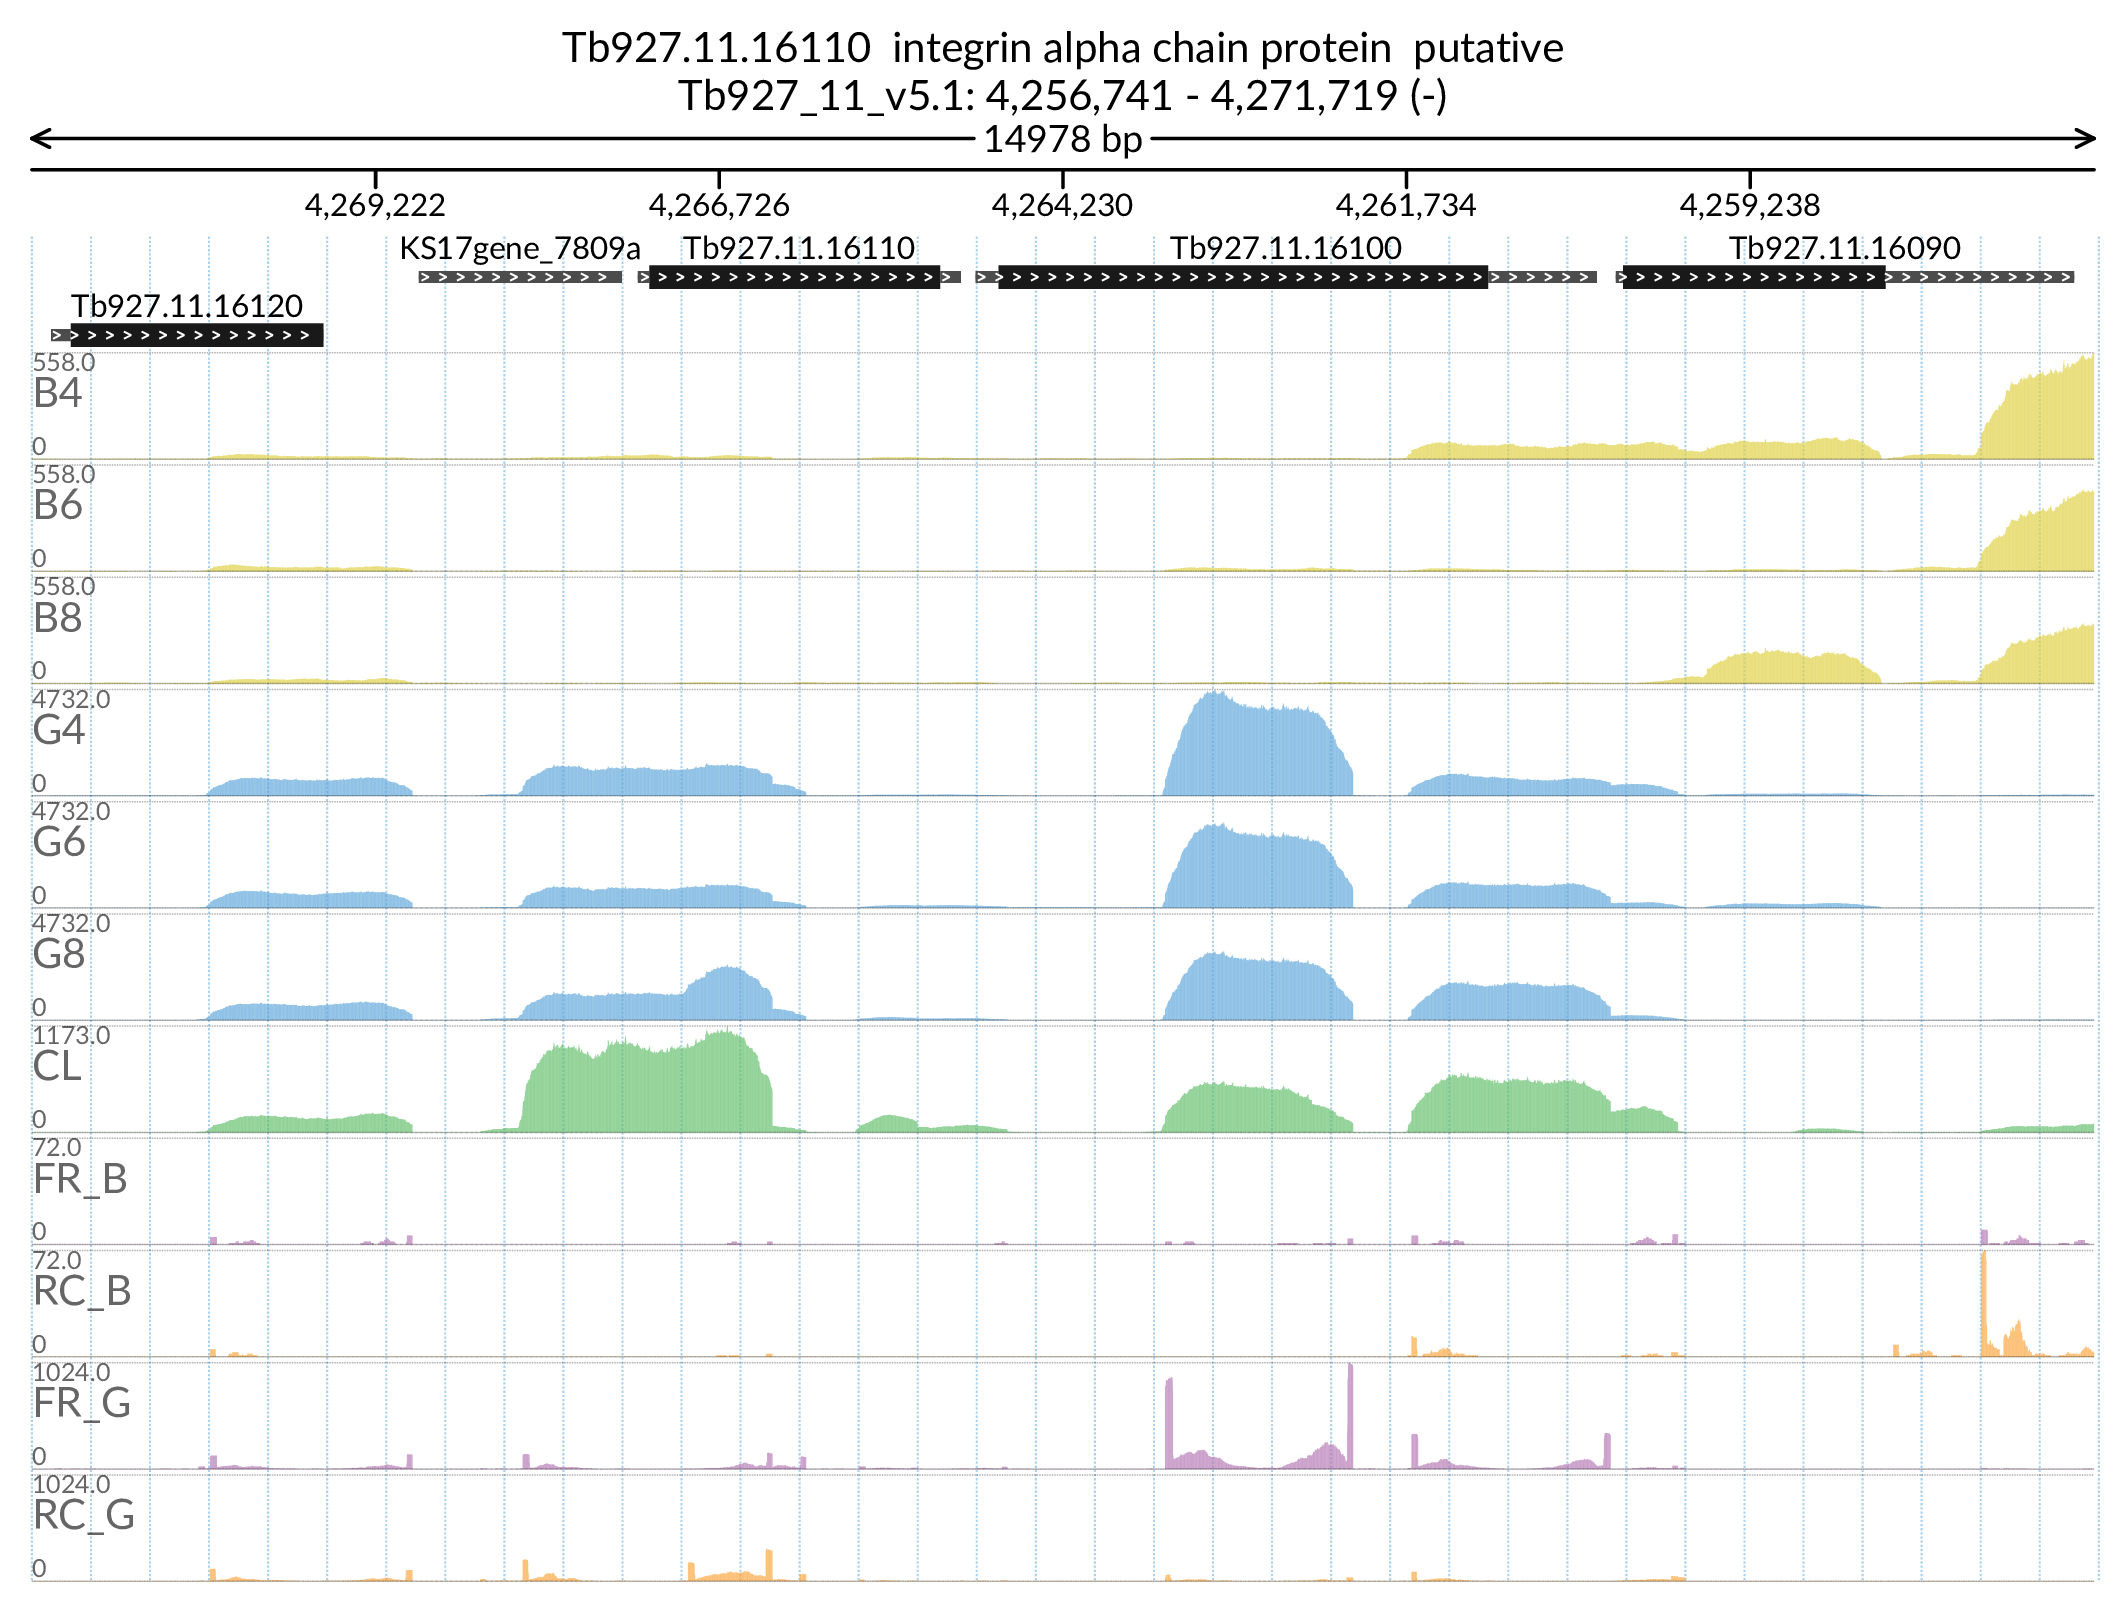 Tb927.11.16110  integrin alpha chain protein  putative
Tb927_11_v5.1: 4,256,741 - 4,271,719 (-)
14978 bp
4,269,222 4,266,726 4,264,230 4,261,734 4,259,238
KS17gene_7809a Tb927.11.16110 Tb927.11.16100 Tb927.11.16090
Tb927.11.16120
558.0
B4
0
558.0
B6
0
558.0
B8
0
4732.0
G4
0
4732.0
G6
0
4732.0
G8
0
1173.0
CL
0
72.0
FR_B
0
72.0
RC_B
0
1024.0
FR_G
0
1024.0
RC_G
0